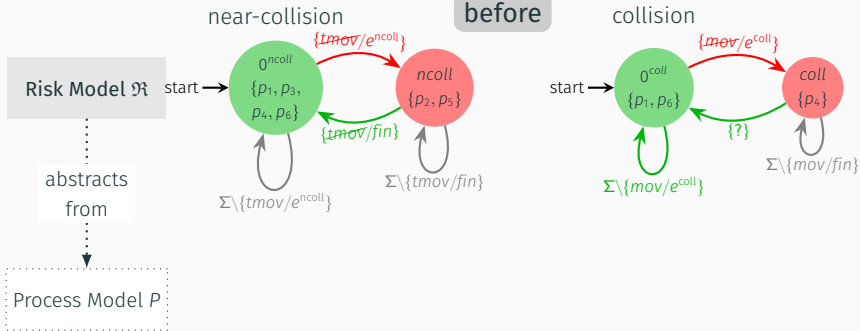 near-collision
before
collision
{tmov/e^ncoll}
{mov/e^coll}
0^ncoll
{p₁, p₃,
p₄, p₆}
ncoll
{p₂, p₅}
0^coll
{p₁, p₆}
coll
{p₄}
Risk Model ℜ
start
start
{tmov/fin}
{?}
Σ\{tmov/e^ncoll}
Σ\{tmov/fin}
Σ\{mov/e^coll}
Σ\{mov/fin}
abstracts
from
Process Model P